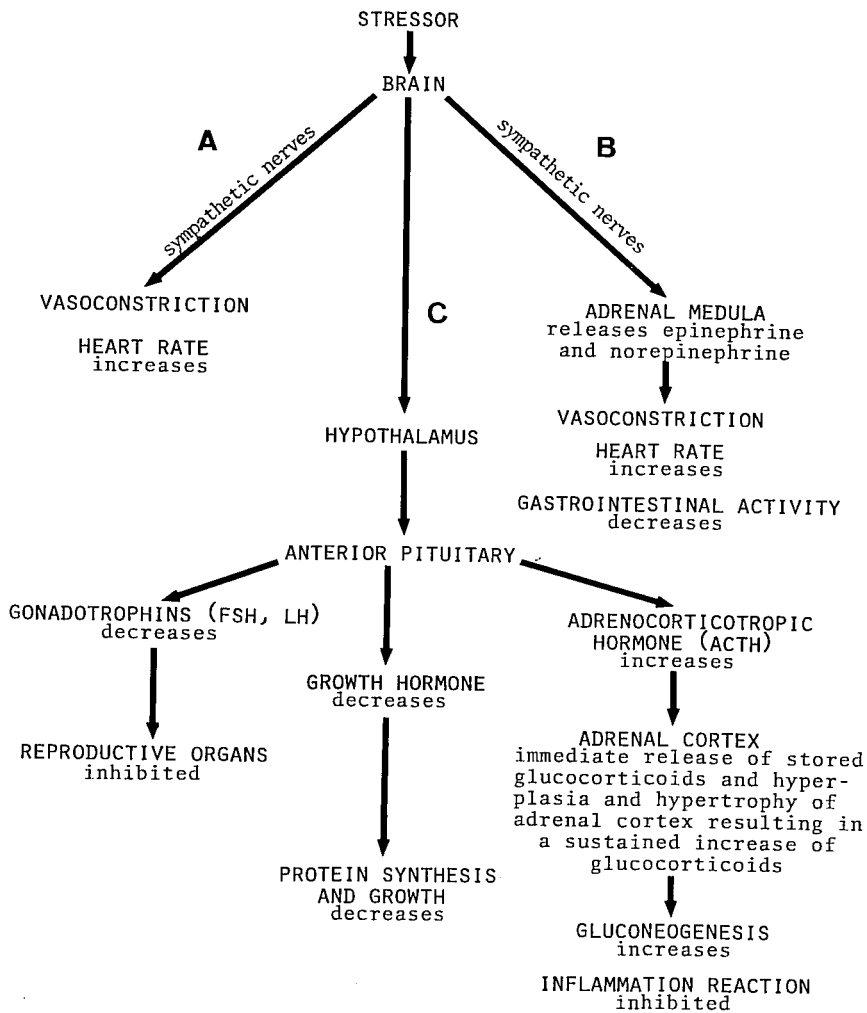 STRESSOR
BRAIN
A
sympathetic nerves
B
sympathetic nerves
VASOCONSTRICTION
HEART RATE
increases
C
ADRENAL MEDULA
releases epinephrine
and norepinephrine
VASOCONSTRICTION
HEART RATE
increases
GASTROINTESTINAL ACTIVITY
decreases
HYPOTHALAMUS
ANTERIOR PITUITARY
GONADOTROPHINS (FSH, LH)
decreases
REPRODUCTIVE ORGANS
inhibited
GROWTH HORMONE
decreases
PROTEIN SYNTHESIS
AND GROWTH
decreases
ADRENOCORTICOTROPIC
HORMONE (ACTH)
increases
ADRENAL CORTEX
immediate release of stored
glucocorticoids and hyper-
plasia and hypertrophy of
adrenal cortex resulting in
a sustained increase of
glucocorticoids
GLUCONEOGENESIS
increases
INFLAMMATION REACTION
inhibited